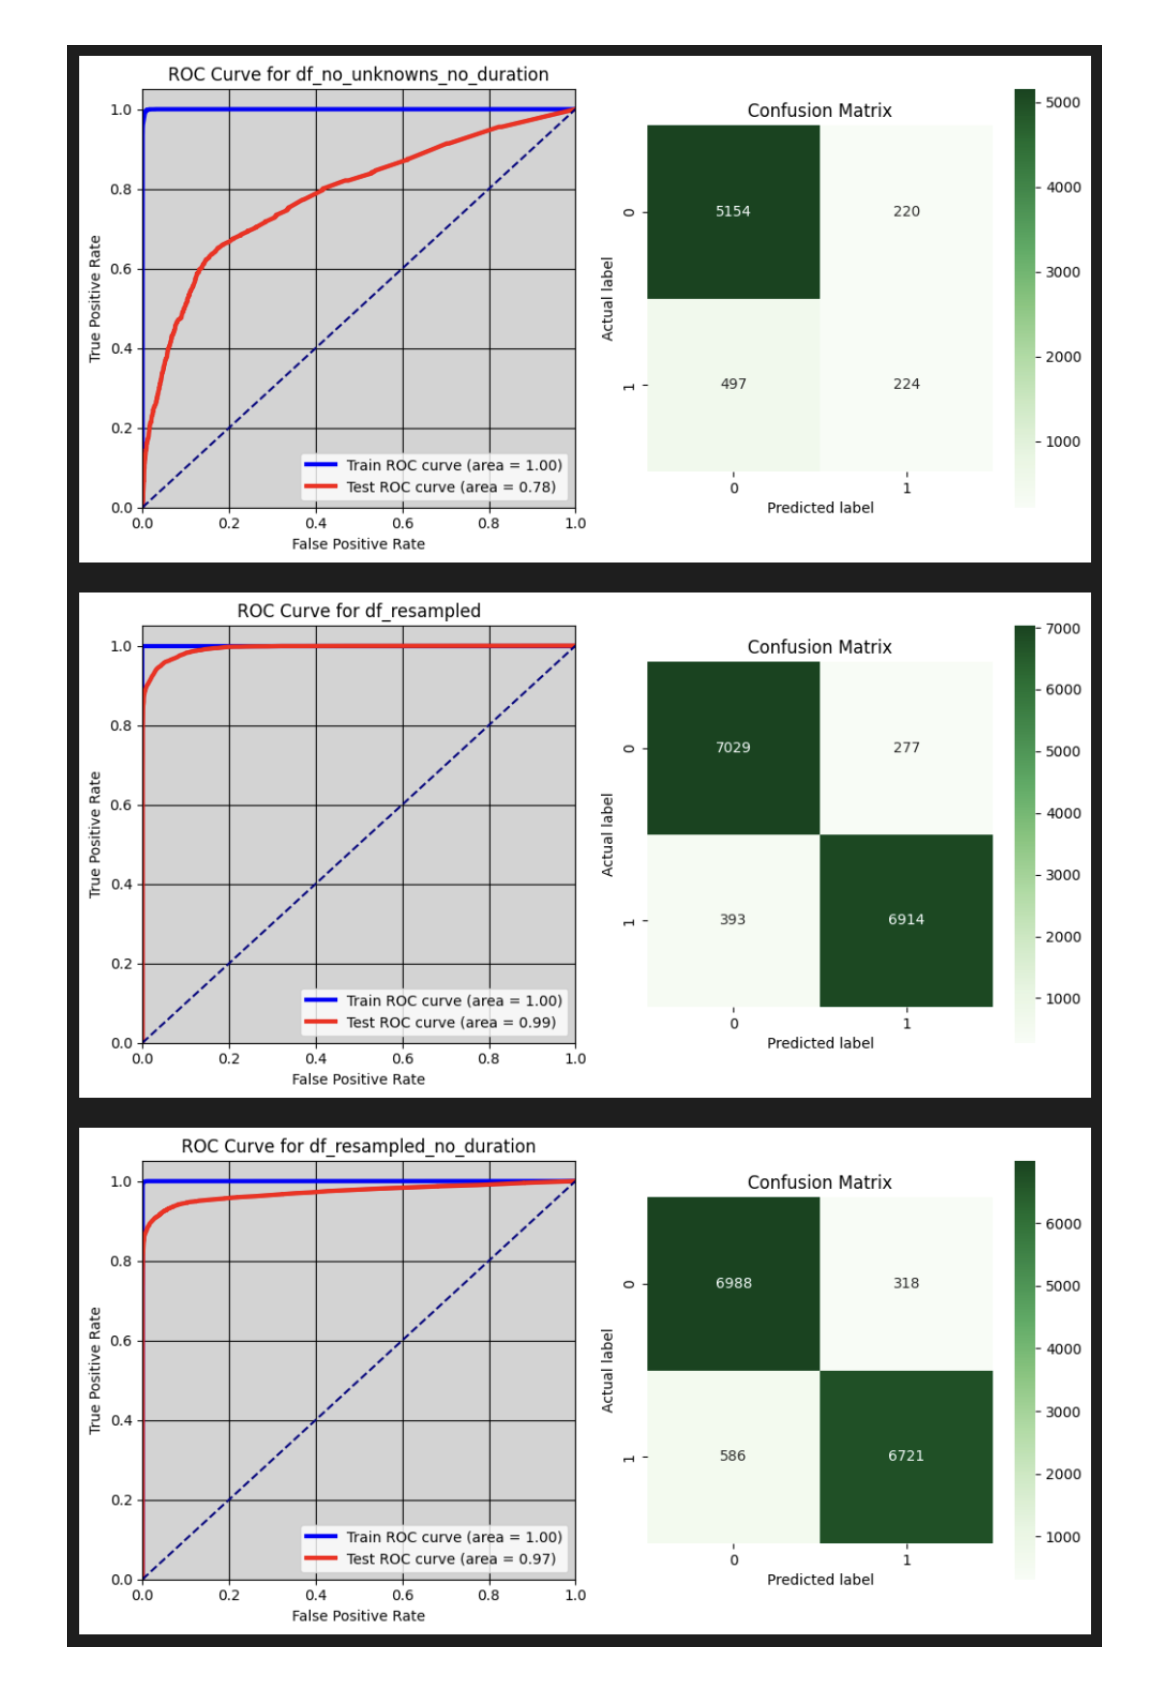 ROC Curve for df_no_unknowns_no_duration
1.0
0.8
0.6
0.4
0.2
0.0
True Positive Rate
0.0 0.2 0.4 0.6 0.8 1.0
False Positive Rate
Train ROC curve (area = 1.00)
Test ROC curve (area = 0.78)
Confusion Matrix
Actual label
0 5154 220
1 497 224
0 1
Predicted label
5000
4000
3000
2000
1000
ROC Curve for df_resampled
1.0
0.8
0.6
0.4
0.2
0.0
True Positive Rate
0.0 0.2 0.4 0.6 0.8 1.0
False Positive Rate
Train ROC curve (area = 1.00)
Test ROC curve (area = 0.99)
Confusion Matrix
Actual label
0 7029 277
1 393 6914
0 1
Predicted label
7000
6000
5000
4000
3000
2000
1000
ROC Curve for df_resampled_no_duration
1.0
0.8
0.6
0.4
0.2
0.0
True Positive Rate
0.0 0.2 0.4 0.6 0.8 1.0
False Positive Rate
Train ROC curve (area = 1.00)
Test ROC curve (area = 0.97)
Confusion Matrix
Actual label
0 6988 318
1 586 6721
0 1
Predicted label
6000
5000
4000
3000
2000
1000